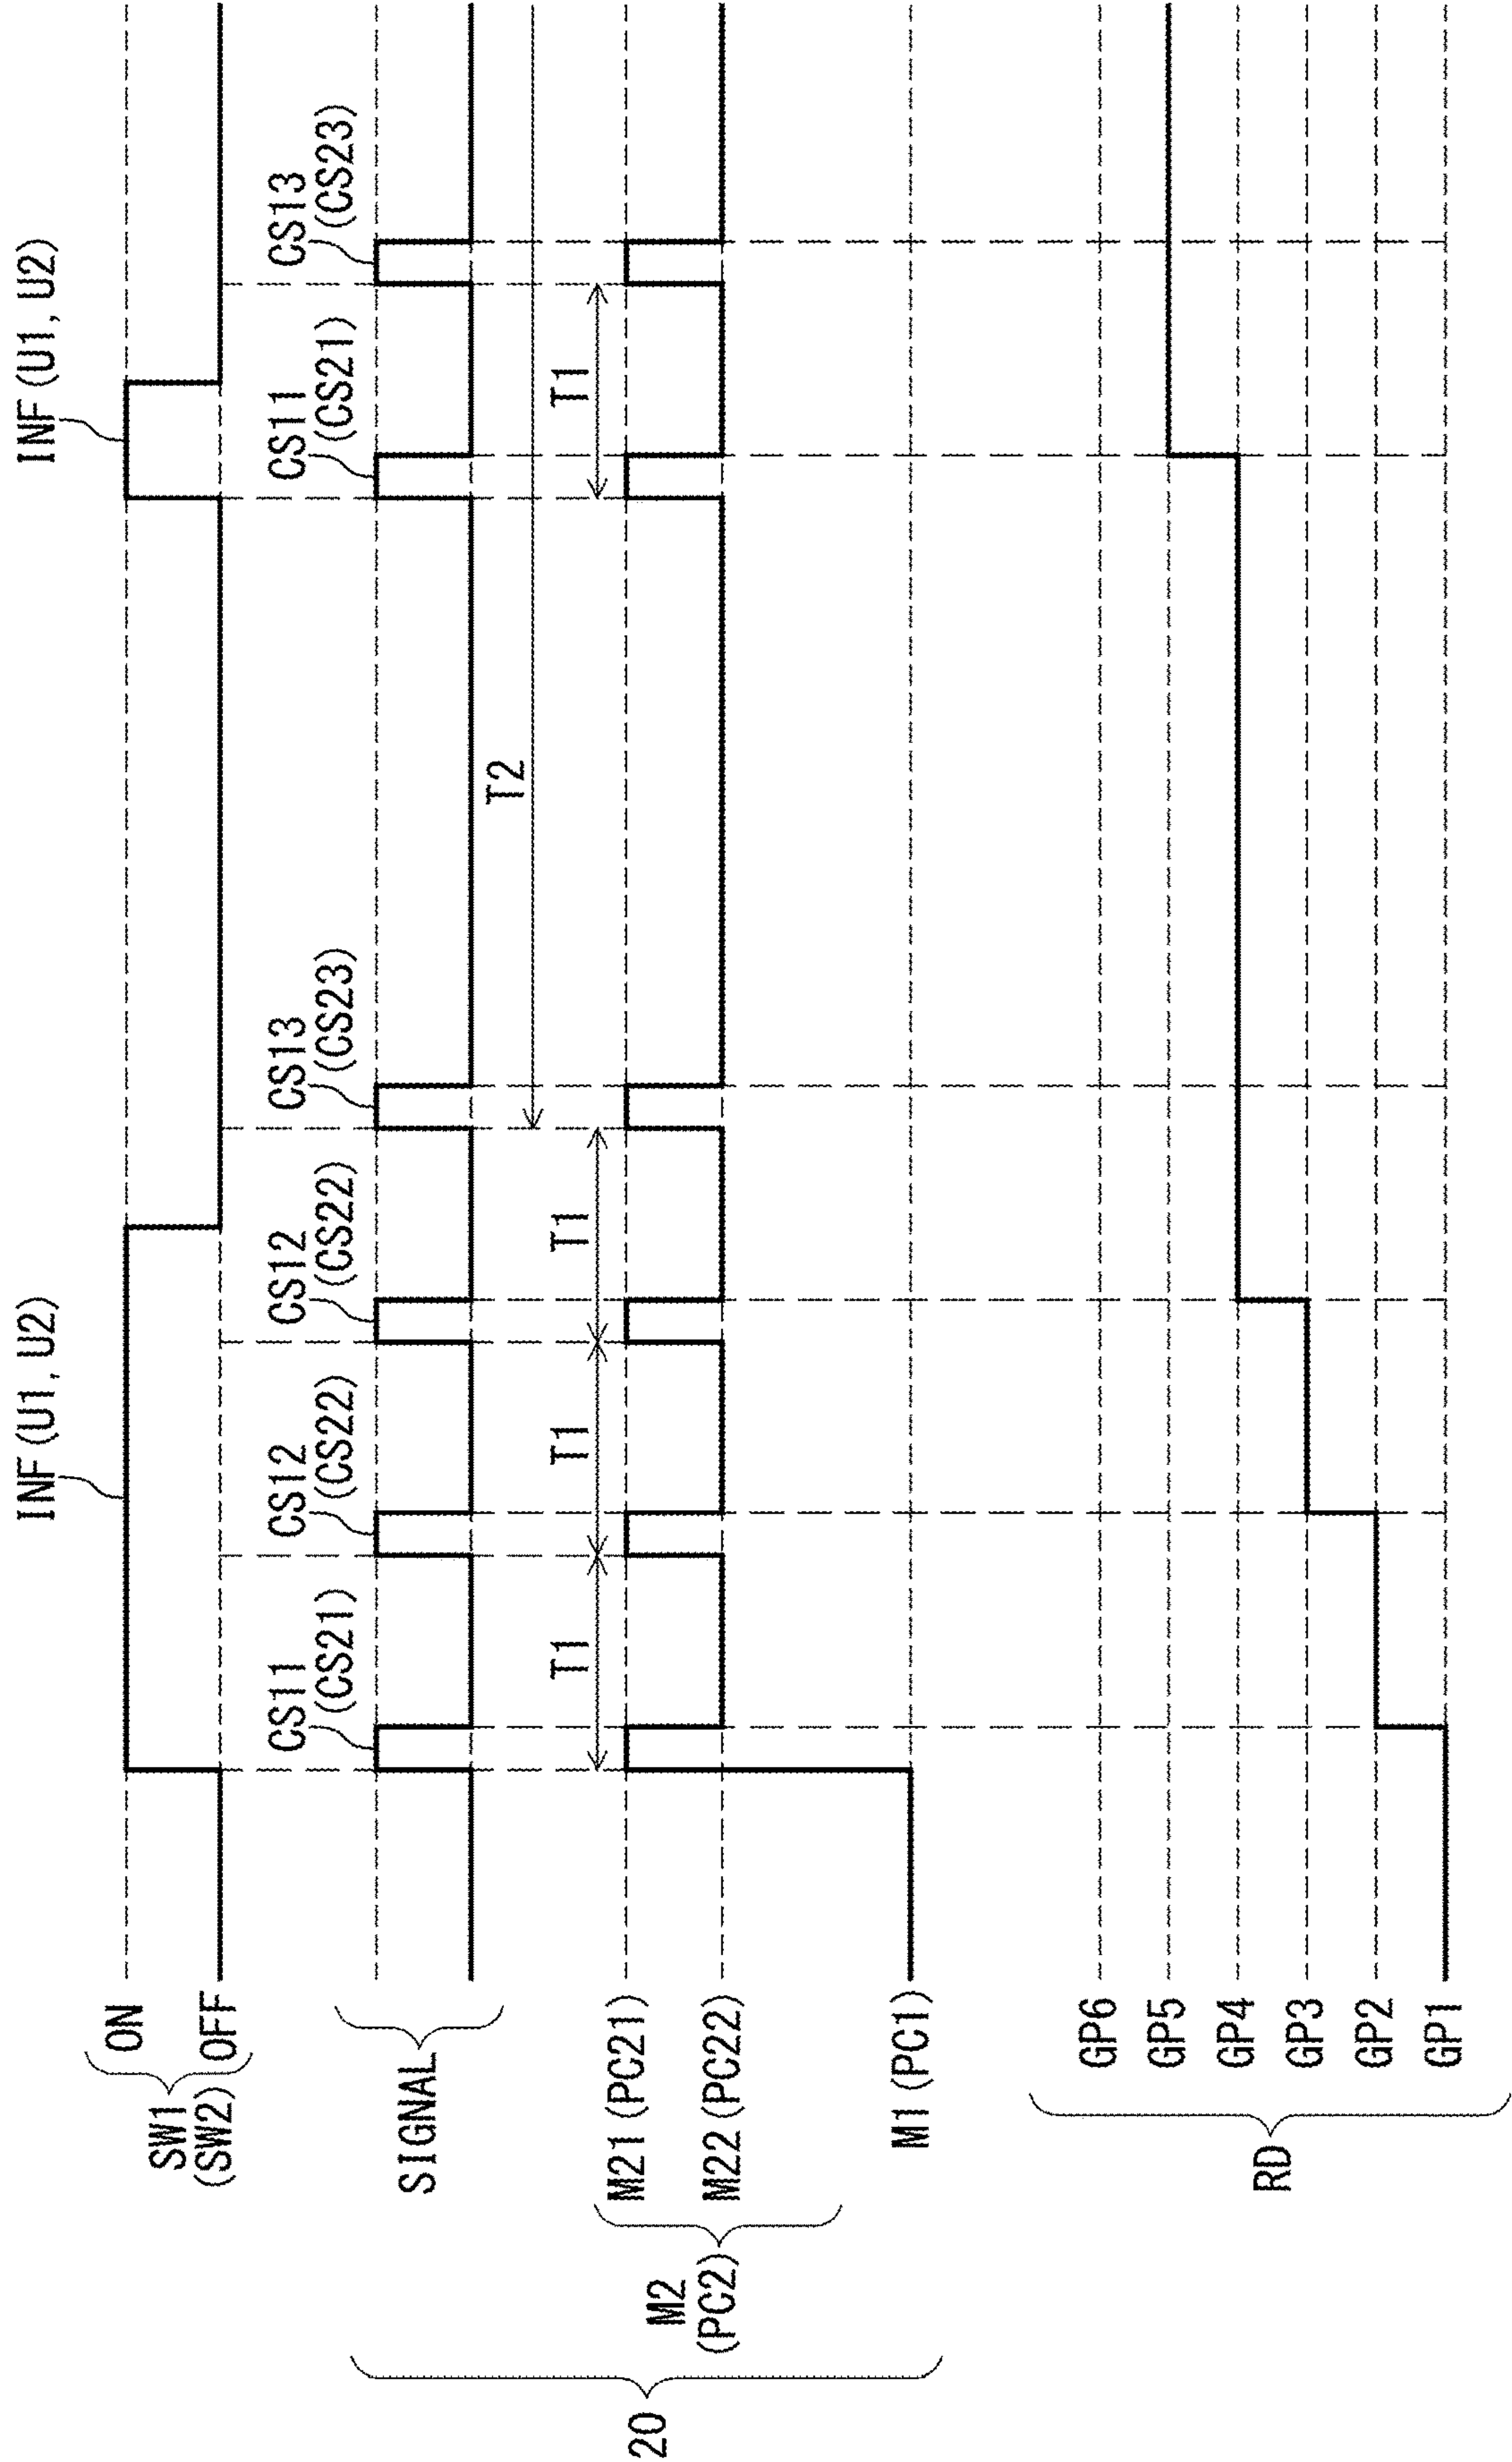 INF (U1, U2)
INF (U1, U2)
ON
OFF
SW1
(SW2)
CS11
(CS21)
CS12
(CS22)
CS12
(CS22)
CS13
(CS23)
CS11
(CS21)
CS13
(CS23)
SIGNAL
T2
T1
T1
T1
T1
M21 (PC21)
M22 (PC22)
M2
(PC2)
M1 (PC1)
20
GP6
GP5
GP4
GP3
GP2
GP1
RD